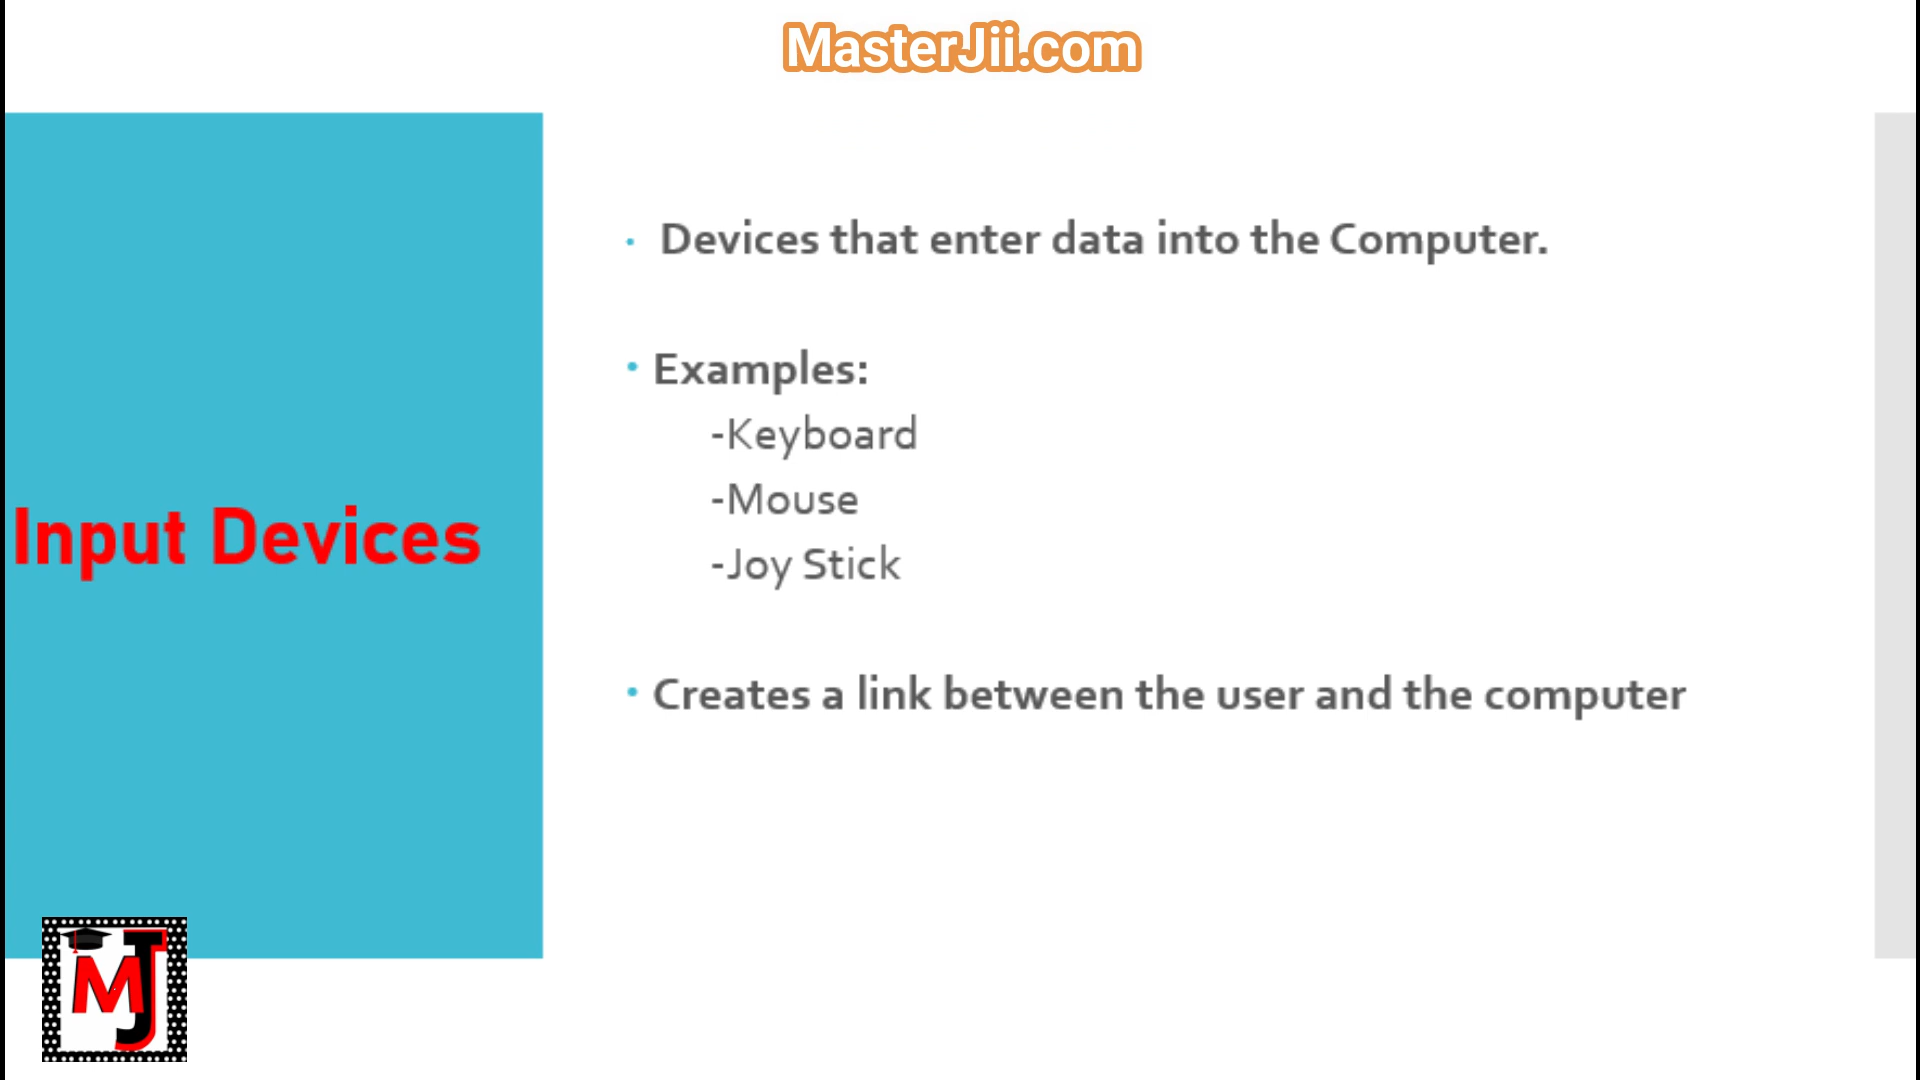 MasterJii.com
Input Devices
• Devices that enter data into the Computer.
• Examples:
-Keyboard
-Mouse
-Joy Stick
• Creates a link between the user and the computer
MJ